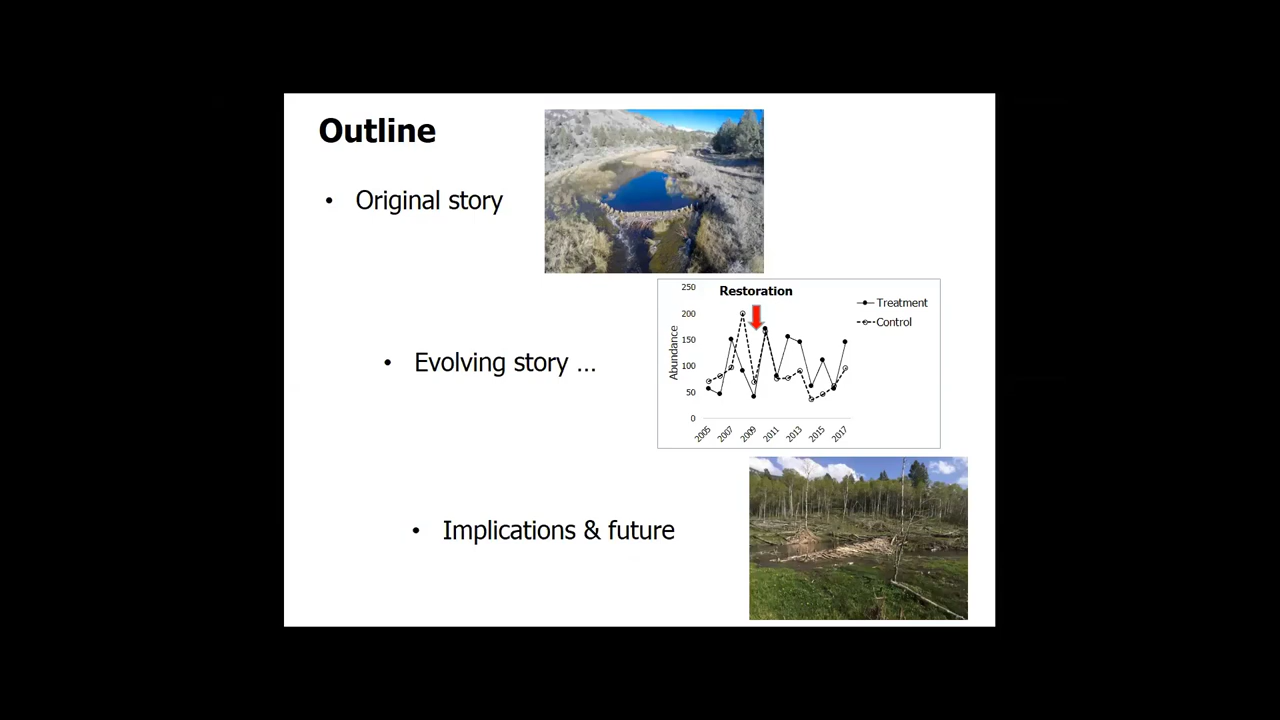 Outline
• Original story
Restoration
250
200
150
100
50
0
Abundance
2005
2007
2009
2011
2013
2015
2017
Treatment
Control
• Evolving story ...
• Implications & future